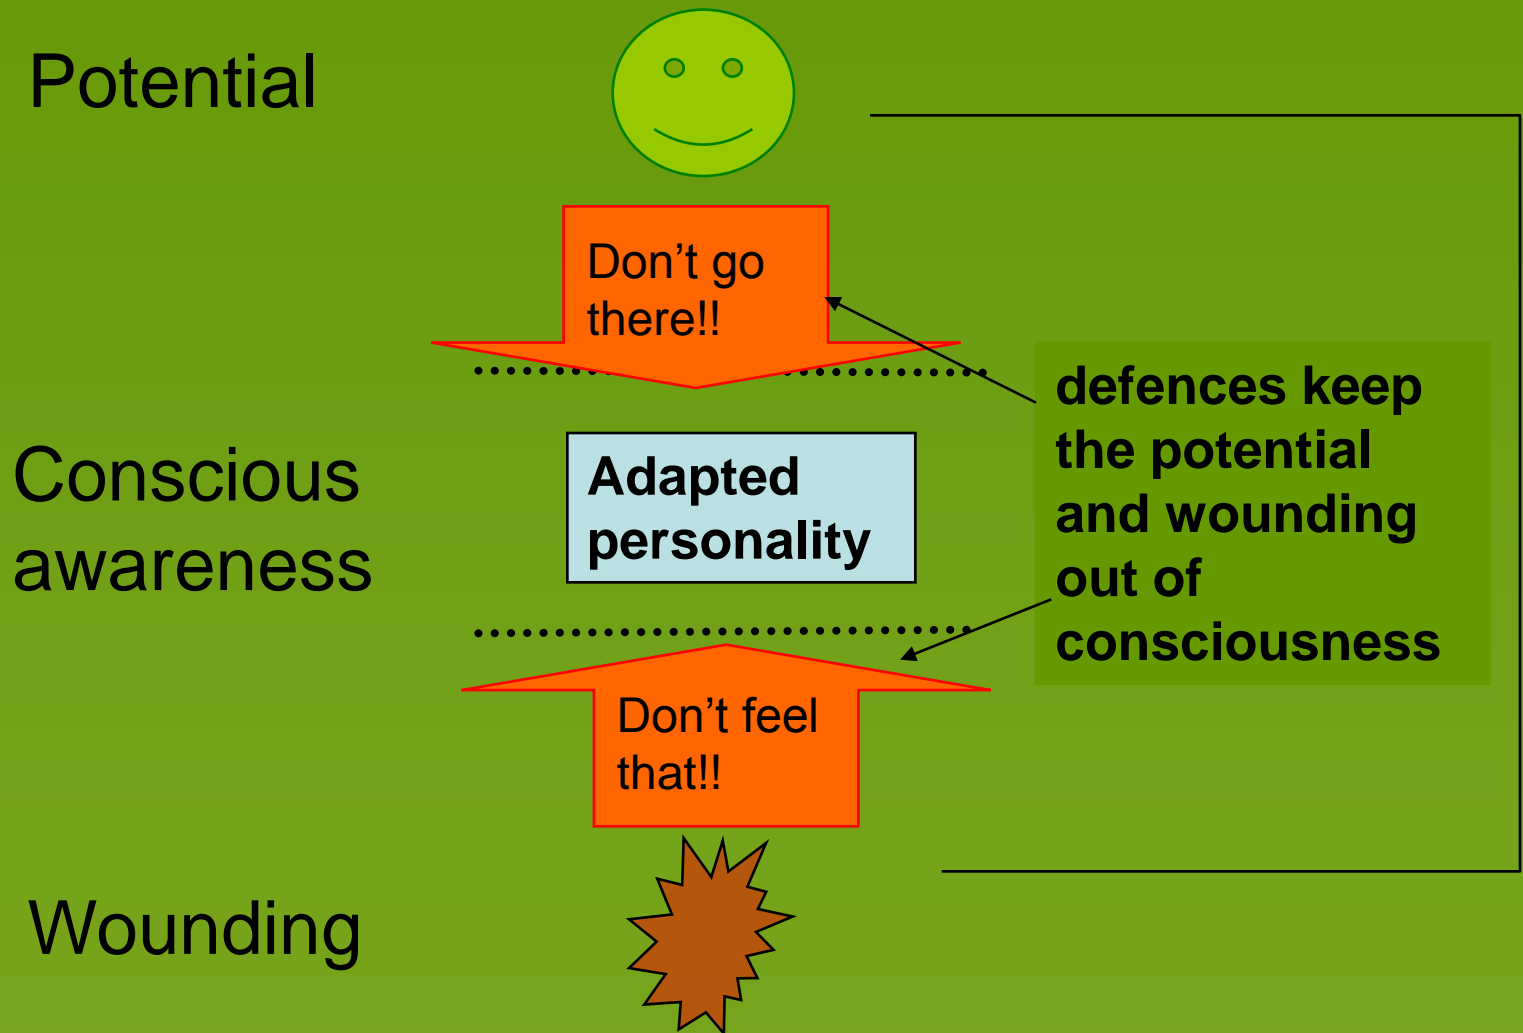 Potential
Don’t go
there!!
defences keep
the potential
and wounding
out of
consciousness
Conscious
awareness
Adapted
personality
Don’t feel
that!!
Wounding